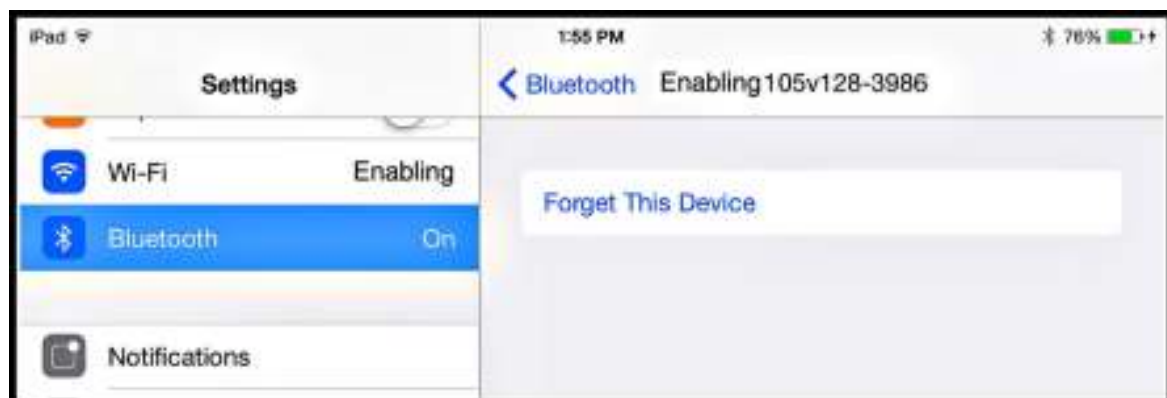 iPad 1:55 PM 76%
Settings
Bluetooth Enabling105v128-3986
Wi-Fi Enabling
Forget This Device
Bluetooth On
Notifications